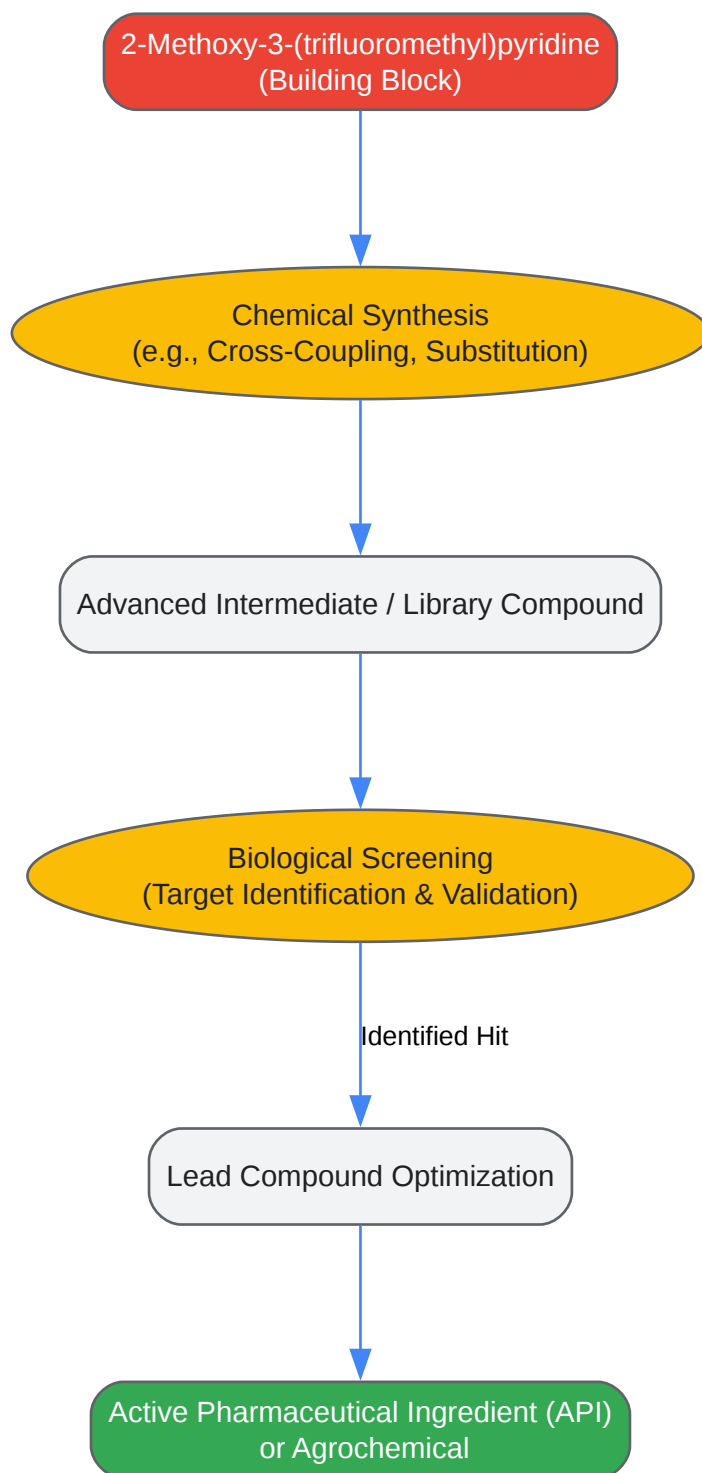 2-Methoxy-3-(trifluoromethyl)pyridine
(Building Block)
Chemical Synthesis
(e.g., Cross-Coupling, Substitution)
Advanced Intermediate / Library Compound
Biological Screening
(Target Identification & Validation)
Identified Hit
Lead Compound Optimization
Active Pharmaceutical Ingredient (API)
or Agrochemical